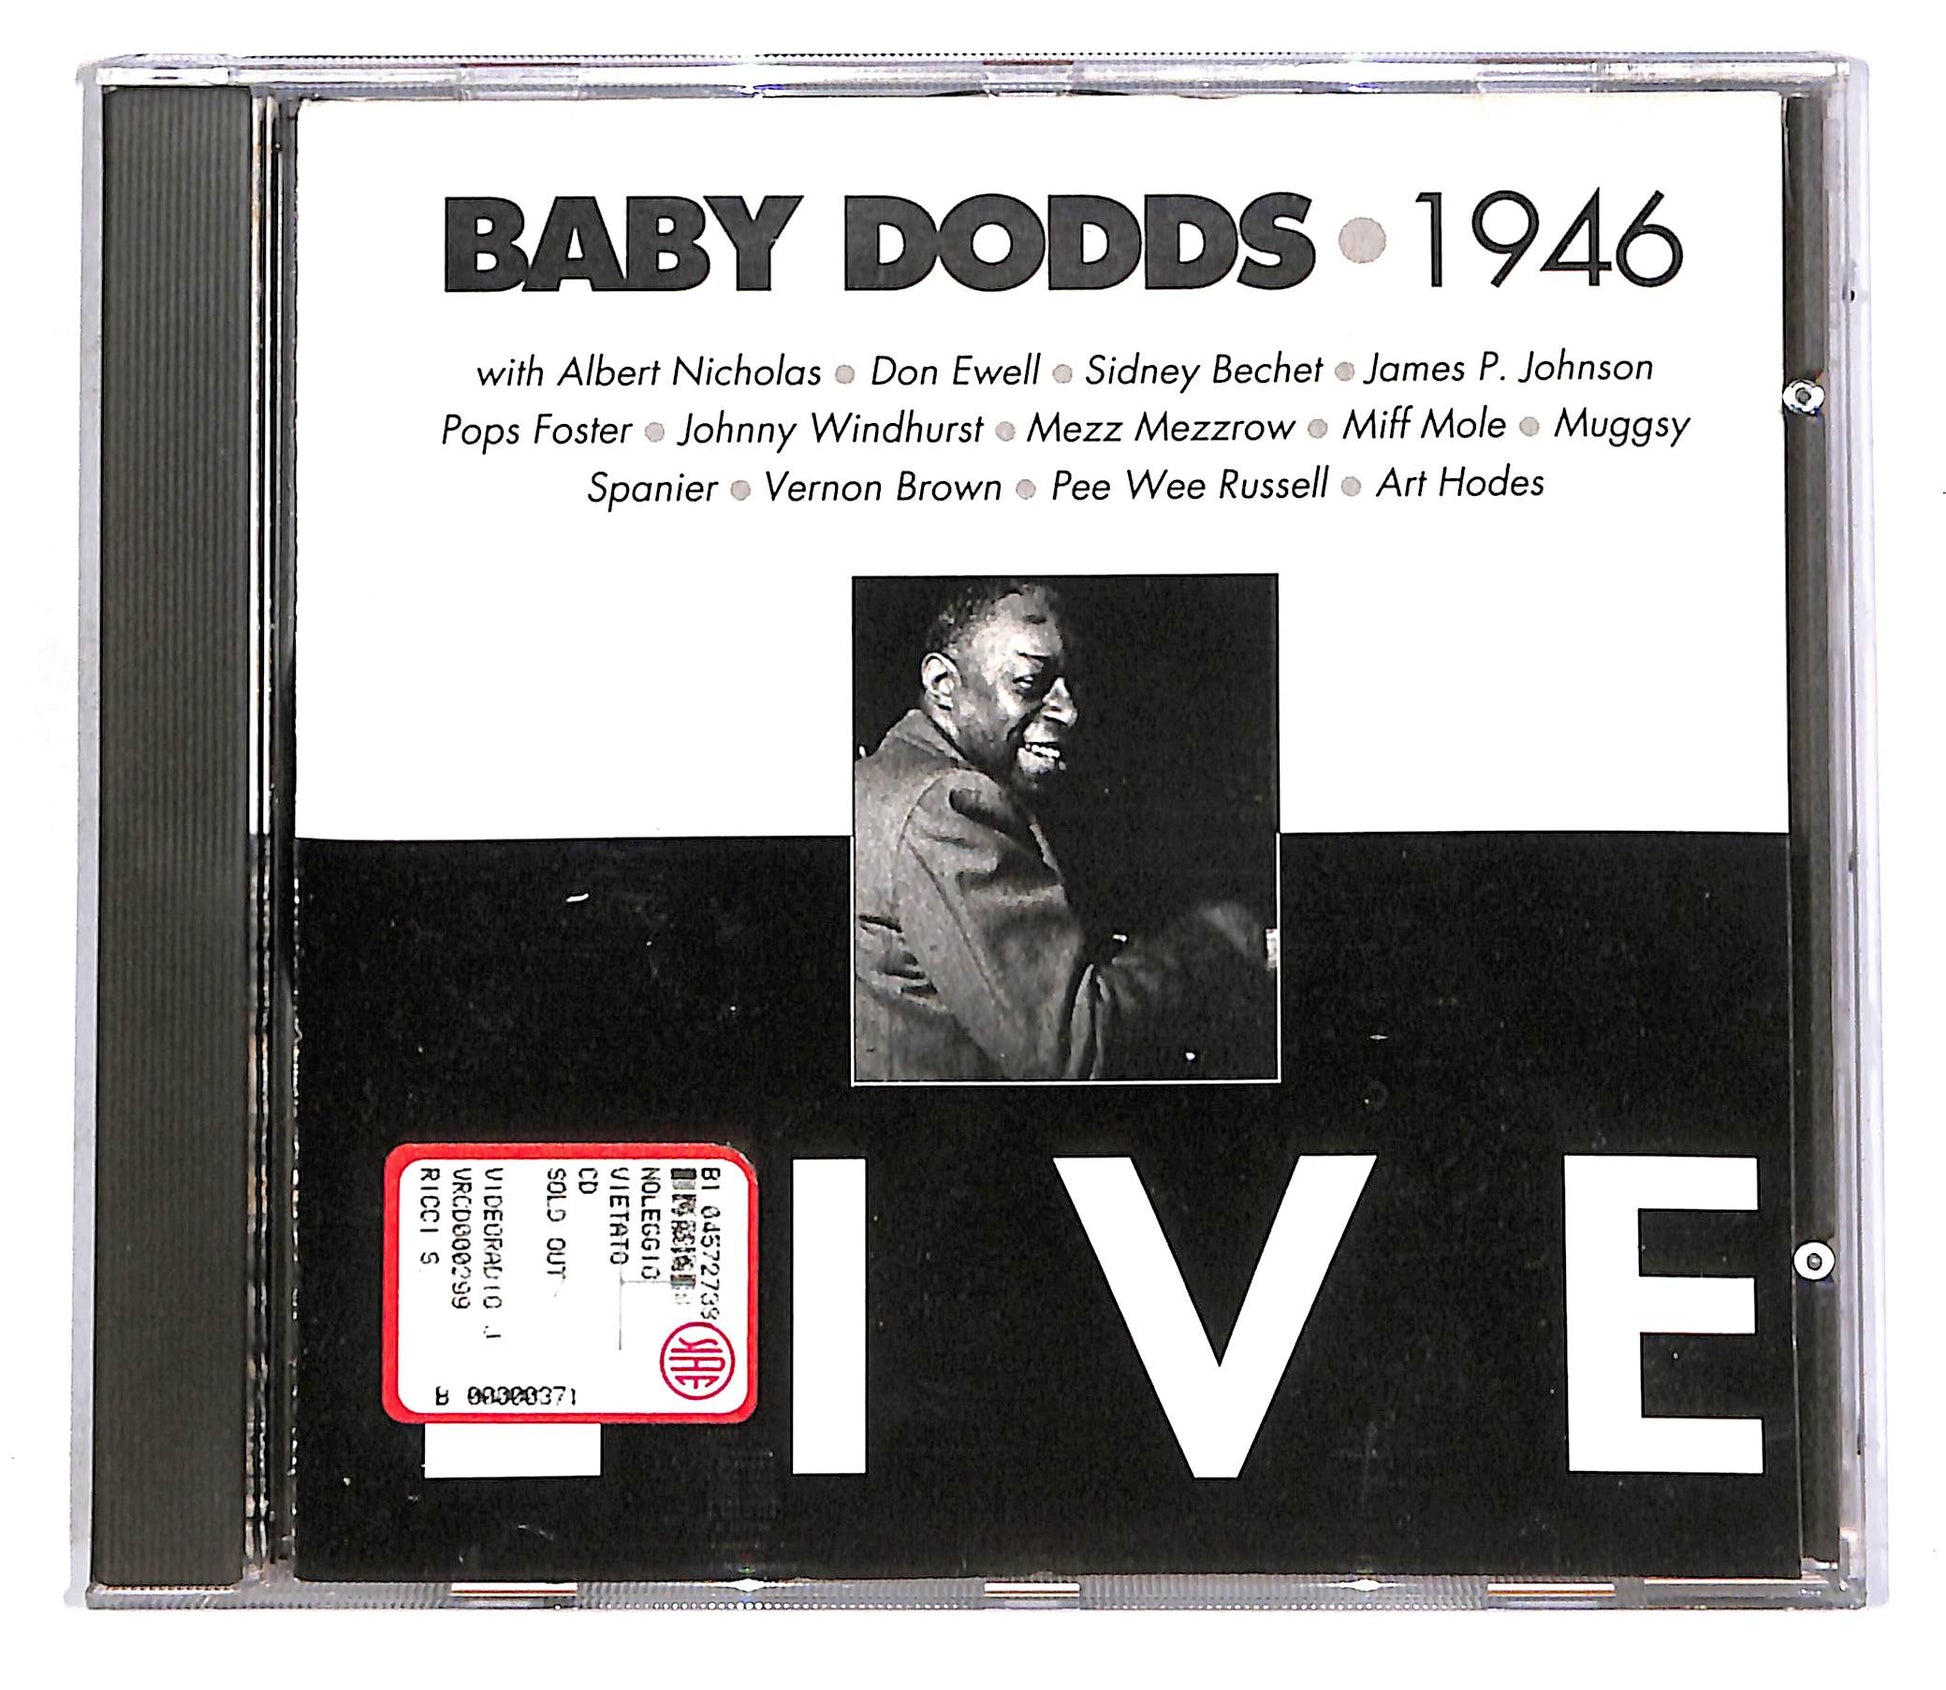 BABY DODDS • 1946
with Albert Nicholas • Don Ewell • Sidney Bechet • James P. Johnson
Pops Foster • Johnny Windhurst • Mezz Mezzrow • Miff Mole • Muggsy
Spanier • Vernon Brown • Pee Wee Russell • Art Hodes
NOLEGGIO
VIETATO
CD
SOLD OUT
VIDEORADIO J
VRCD000299
RICCI S
SIAE
IVE